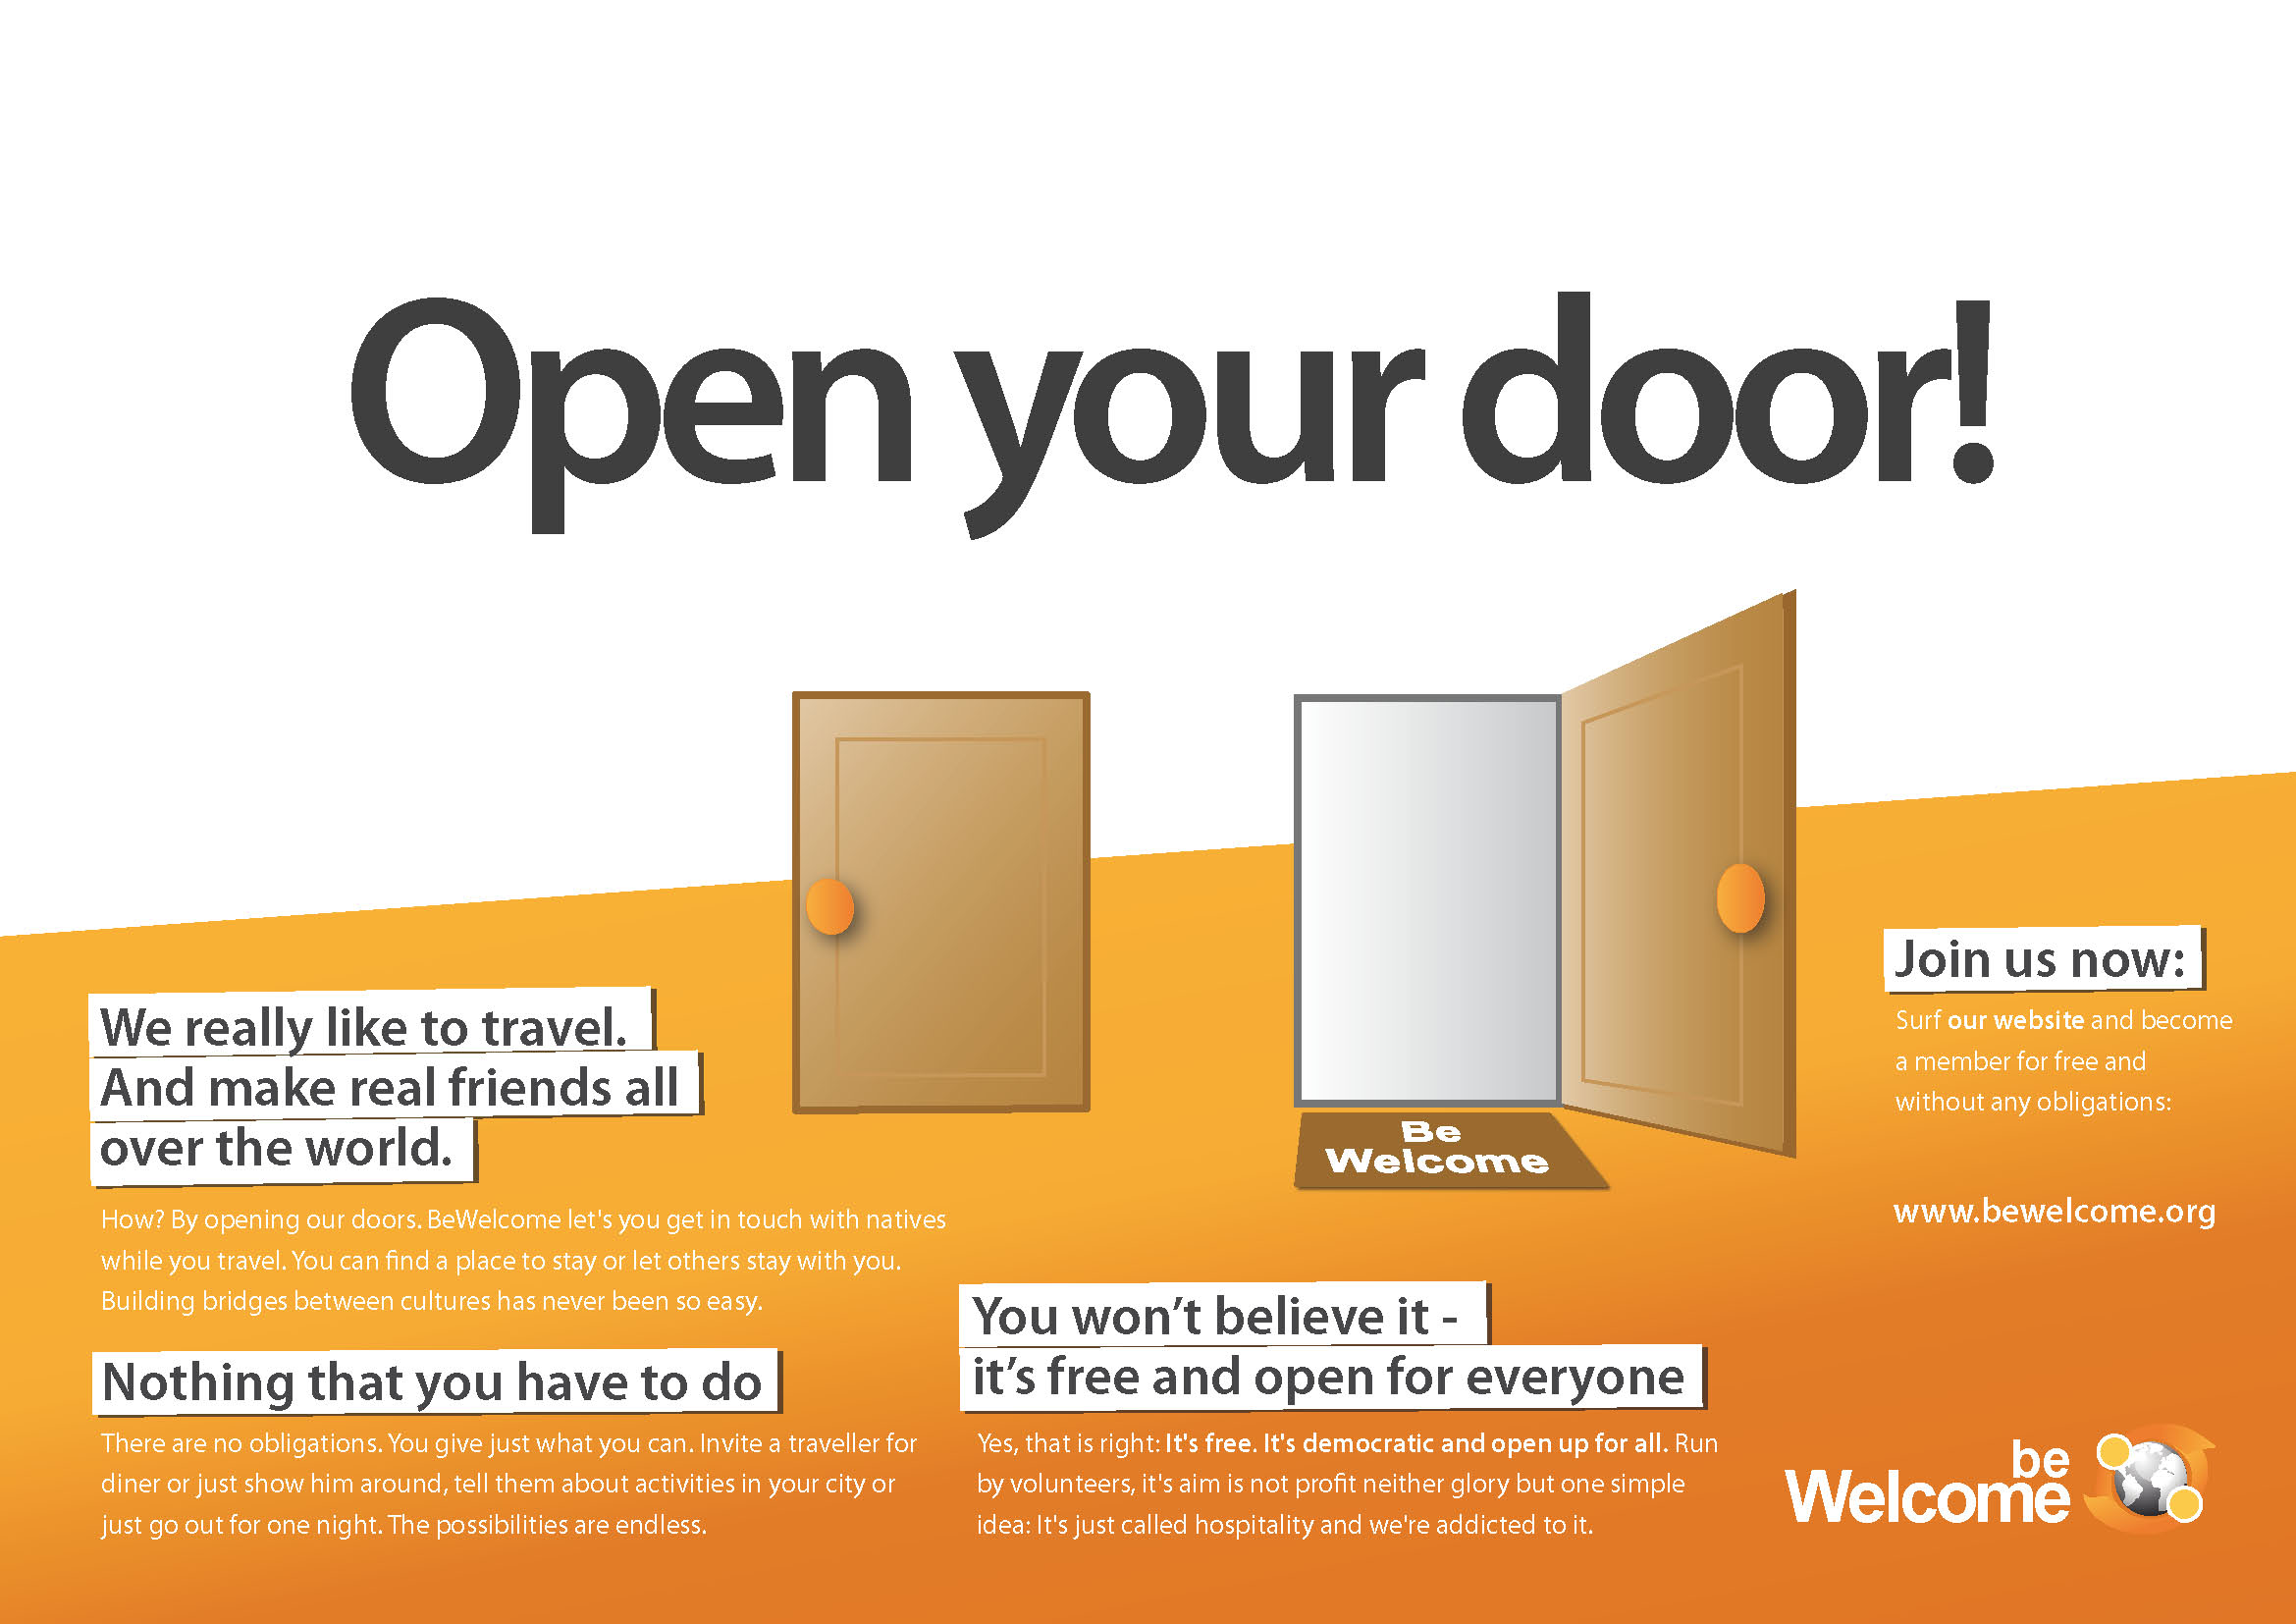 Open your door!
We really like to travel.
And make real friends all
over the world.
How? By opening our doors. BeWelcome let's you get in touch with natives
while you travel. You can find a place to stay or let others stay with you.
Building bridges between cultures has never been so easy.
Nothing that you have to do
There are no obligations. You give just what you can. Invite a traveller for
diner or just show him around, tell them about activities in your city or
just go out for one night. The possibilities are endless.
Be
Welcome
You won’t believe it -
it’s free and open for everyone
Yes, that is right: It's free. It's democratic and open up for all. Run
by volunteers, it's aim is not profit neither glory but one simple
idea: It's just called hospitality and we're addicted to it.
Join us now:
Surf our website and become
a member for free and
without any obligations:
www.bewelcome.org
be
Welcome